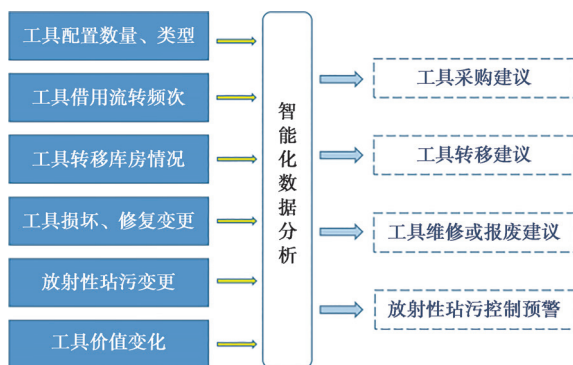 工具配置数量、类型
工具借用流转频次
工具转移库房情况
工具损坏、修复变更
放射性玷污变更
工具价值变化
智能化数据分析
工具采购建议
工具转移建议
工具维修或报废建议
放射性玷污控制预警